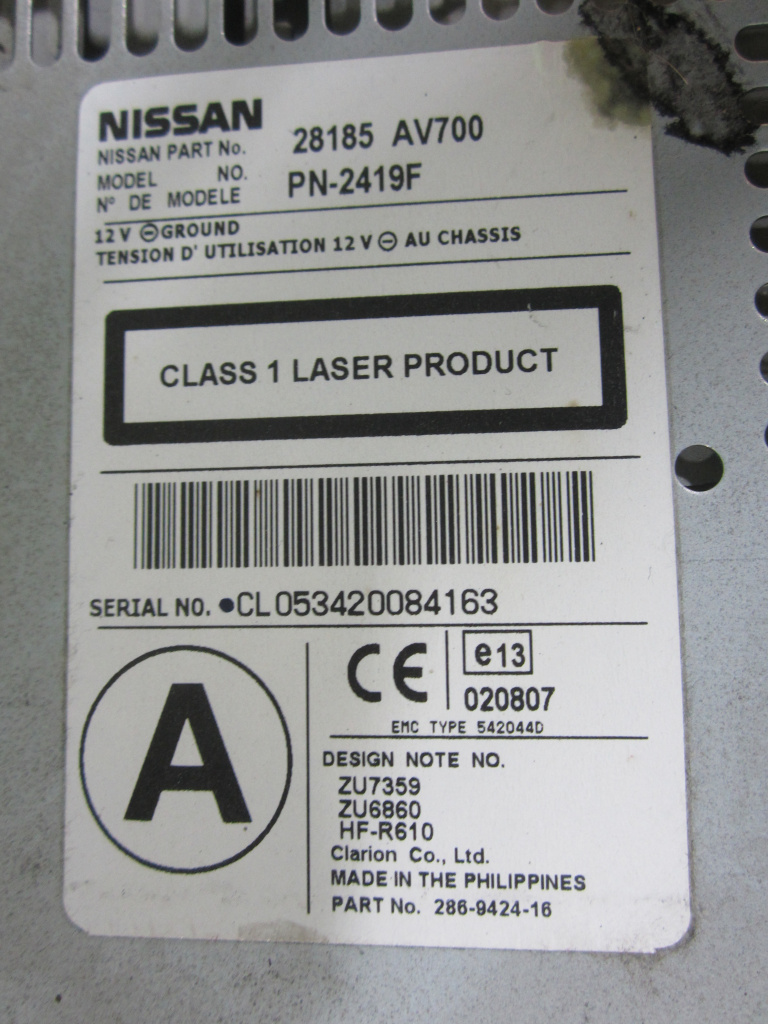 NISSAN
NISSAN PART No. 28185 AV700
MODEL NO.
N° DE MODELE PN-2419F
12 V ⊖ GROUND
TENSION D' UTILISATION 12 V ⊖ AU CHASSIS
CLASS 1 LASER PRODUCT
SERIAL NO. •CL053420084163
A
CE
e13
020807
EMC TYPE 542044D
DESIGN NOTE NO.
ZU7359
ZU6860
HF-R610
Clarion Co., Ltd.
MADE IN THE PHILIPPINES
PART No. 286-9424-16